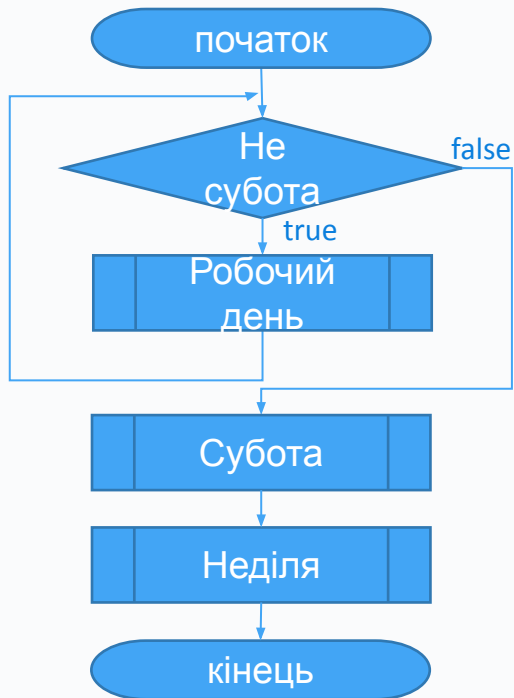 початок
Не
субота
false
true
Робочий
день
Субота
Неділя
кінець